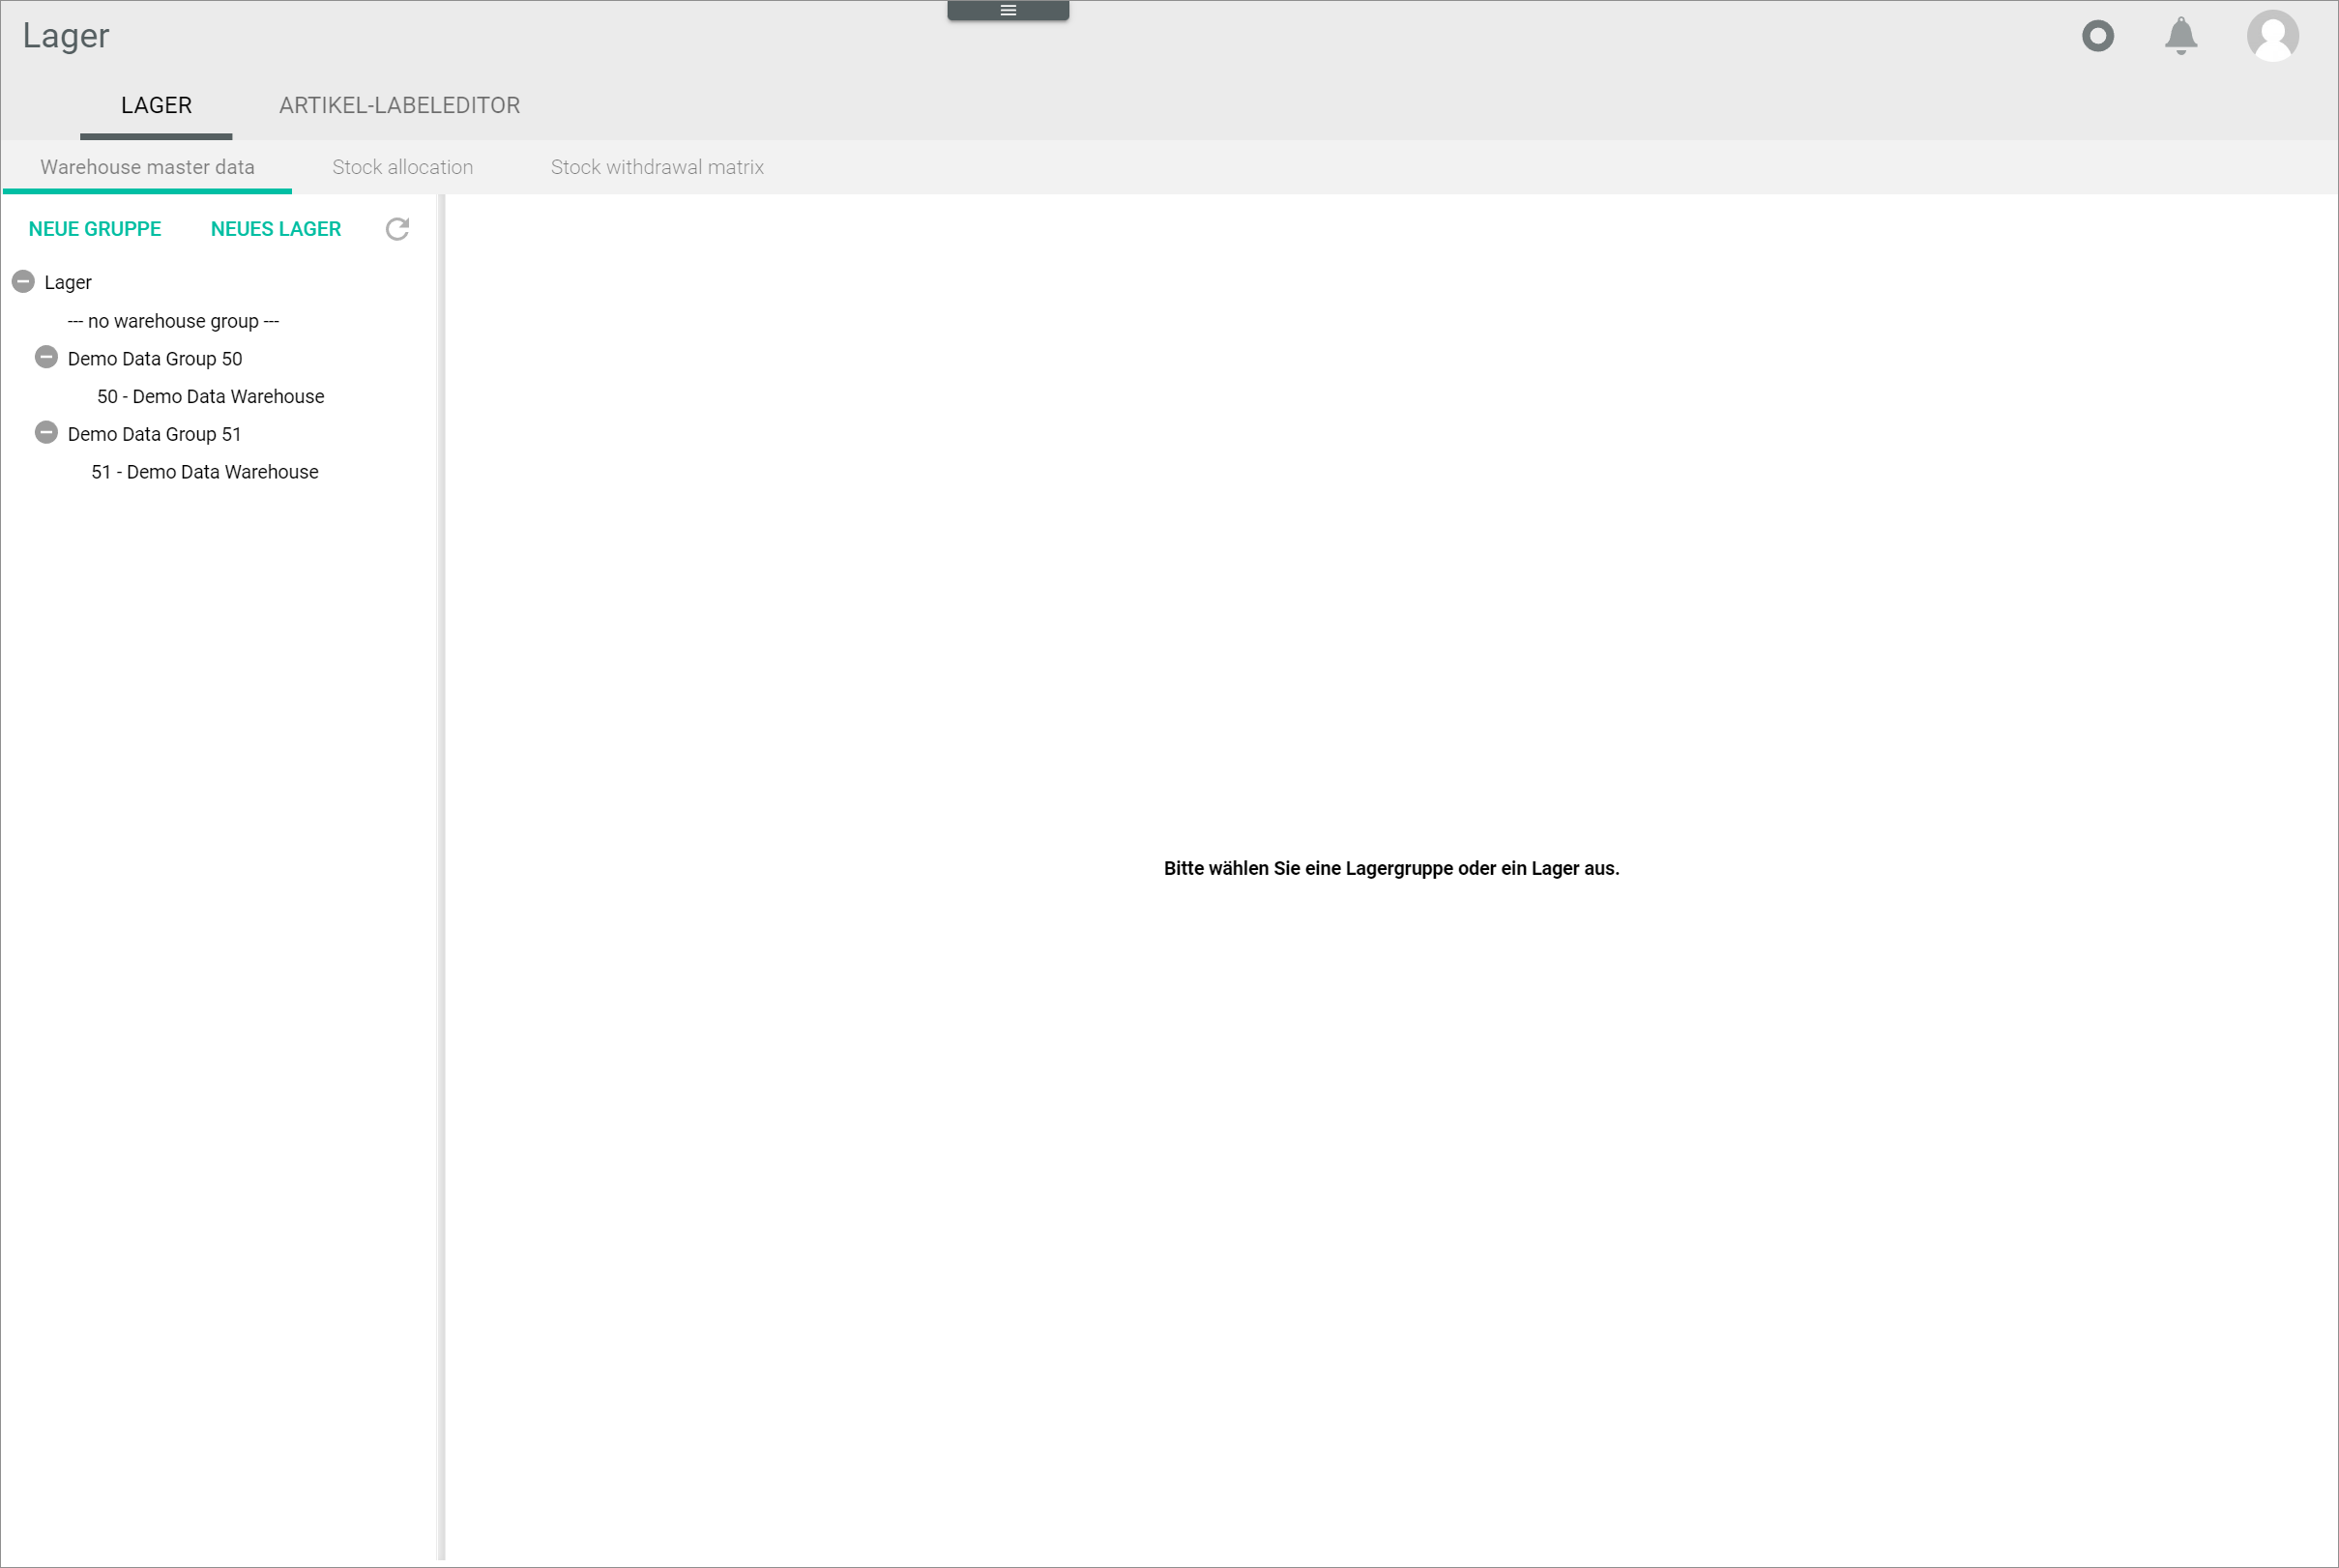 Lager
LAGER
ARTIKEL-LABELEDITOR
Warehouse master data
Stock allocation
Stock withdrawal matrix
NEUE GRUPPE
NEUES LAGER
Lager
--- no warehouse group ---
Demo Data Group 50
50 - Demo Data Warehouse
Demo Data Group 51
51 - Demo Data Warehouse
Bitte wählen Sie eine Lagergruppe oder ein Lager aus.